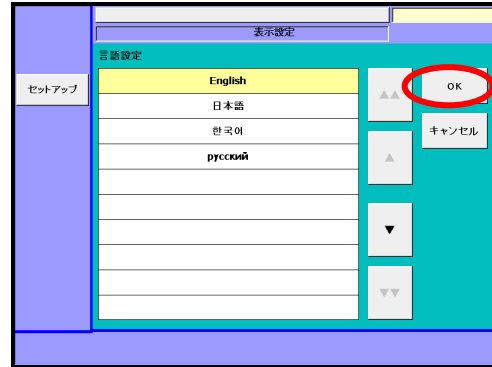 表示設定
言語設定
セットアップ
English
日本語
한국어
русский
▲▲
▲
▼
▼▼
OK
キャンセル